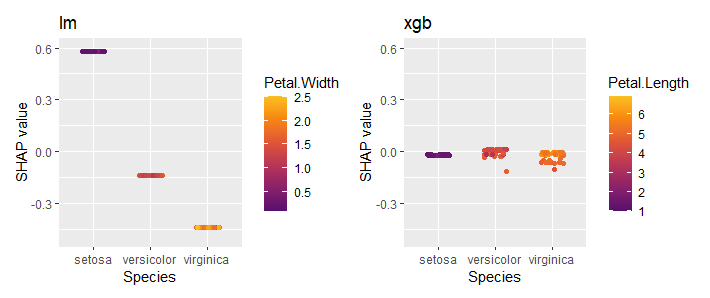 lm
0.6
0.3
0.0
-0.3
SHAP value
setosa versicolor virginica
Species
Petal.Width
2.5
2.0
1.5
1.0
0.5
xgb
0.6
0.3
0.0
-0.3
SHAP value
setosa versicolor virginica
Species
Petal.Length
6
5
4
3
2
1